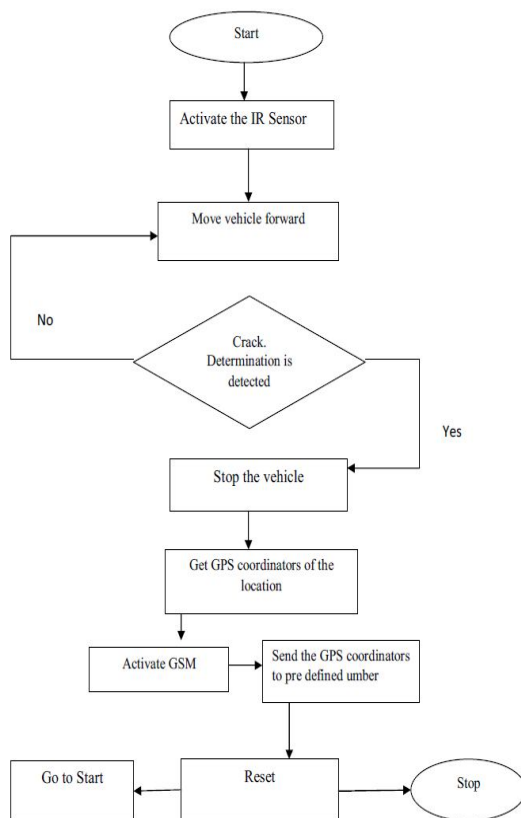 Start
Activate the IR Sensor
Move vehicle forward
No
Crack.
Determination is
detected
Yes
Stop the vehicle
Get GPS coordinators of the
location
Activate GSM
Send the GPS coordinators
to pre defined umber
Go to Start
Reset
Stop